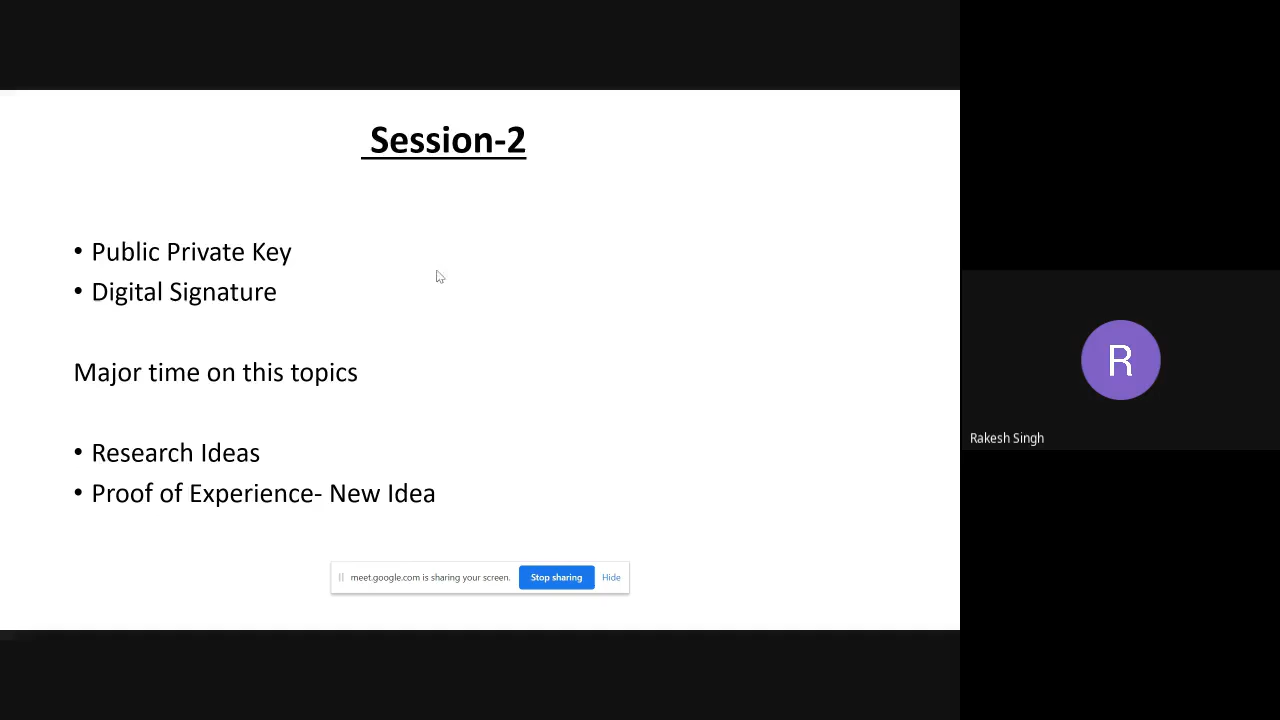 Session-2
• Public Private Key
• Digital Signature
Major time on this topics
• Research Ideas
• Proof of Experience- New Idea
meet.google.com is sharing your screen. Stop sharing Hide
R
Rakesh Singh